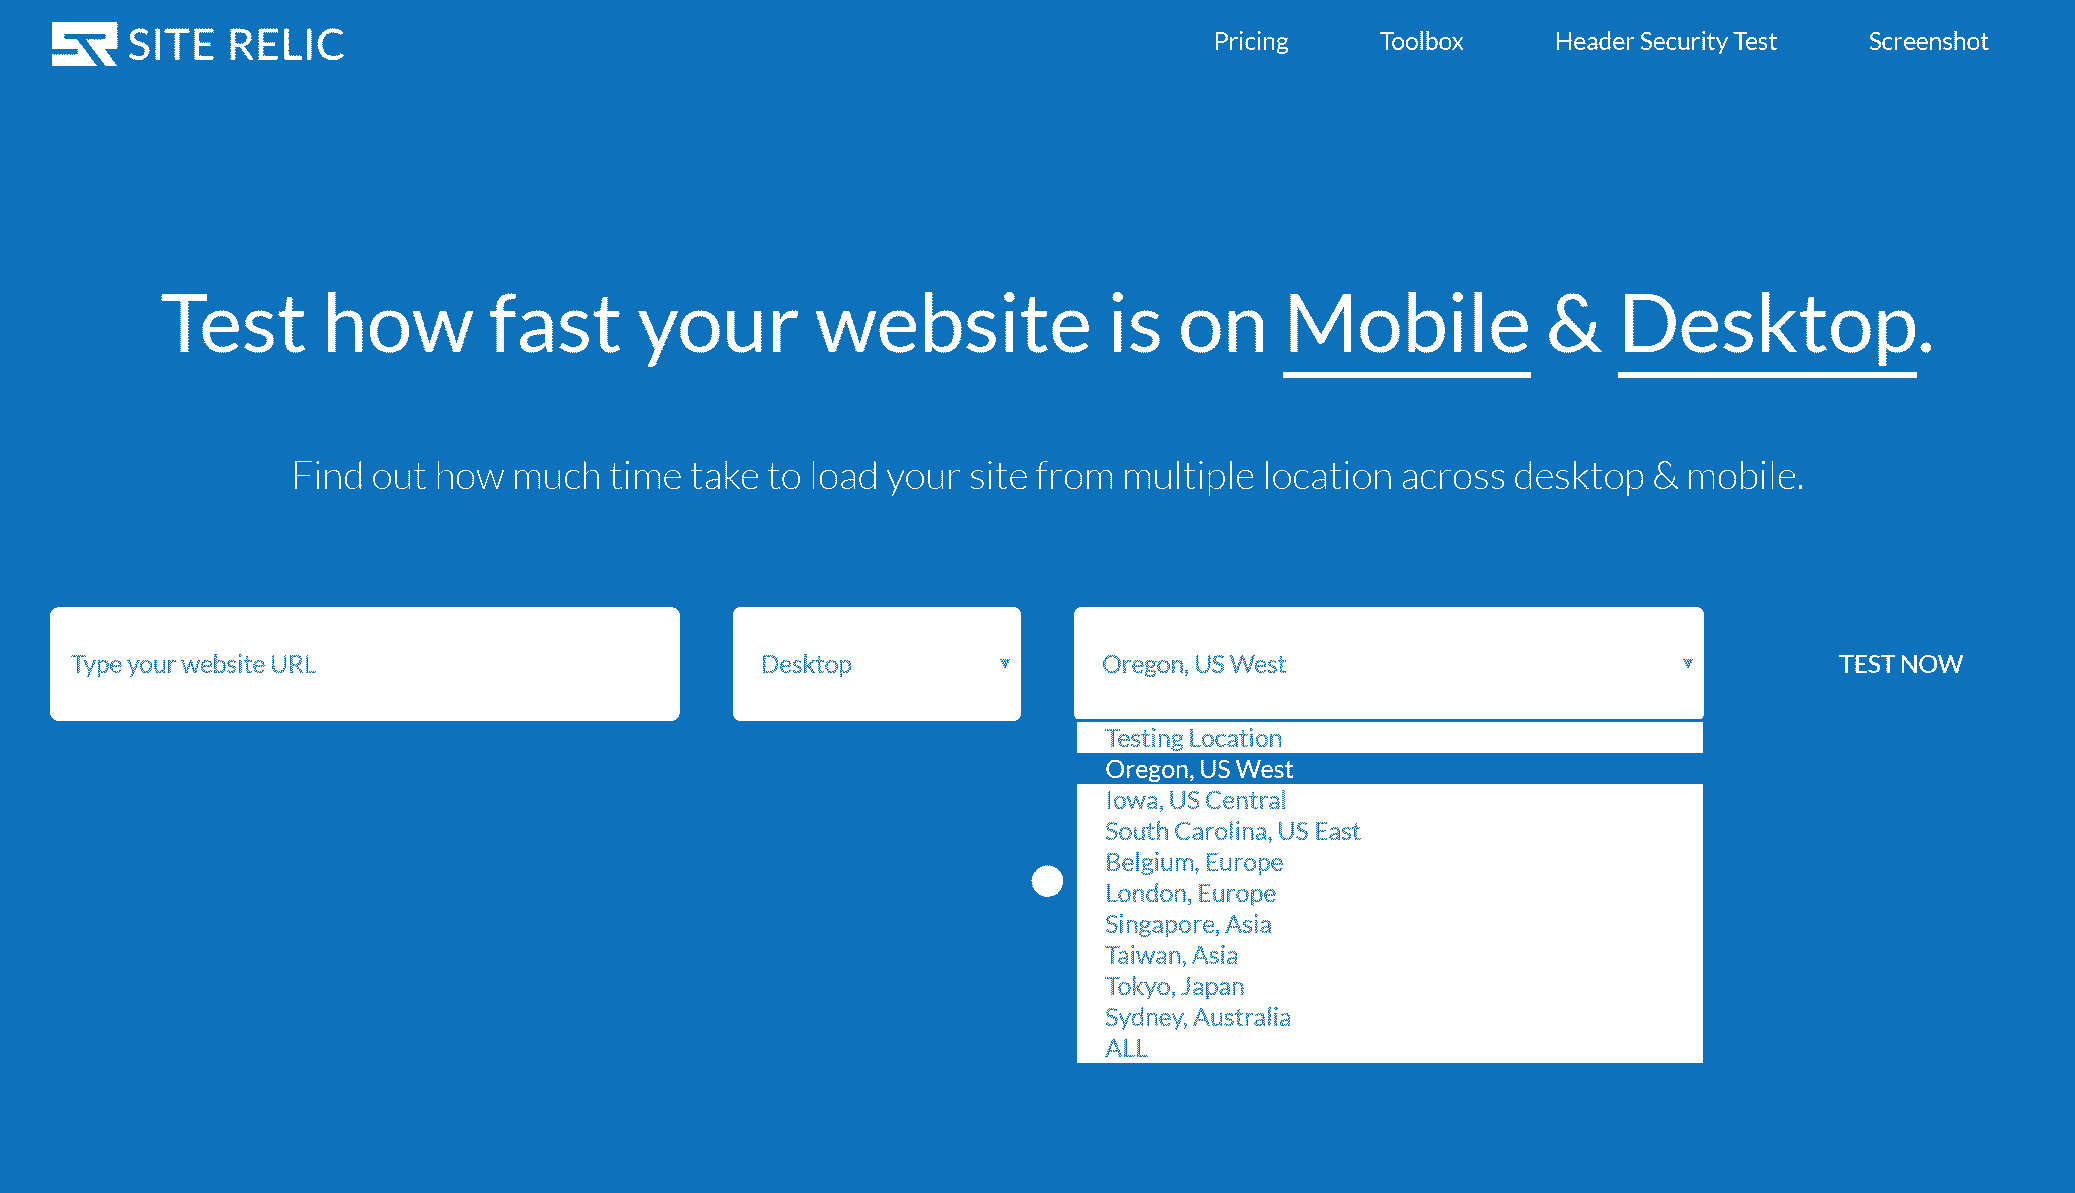 SITE RELIC
Pricing Toolbox Header Security Test Screenshot
Test how fast your website is on Mobile & Desktop.
Find out how much time take to load your site from multiple location across desktop & mobile.
Type your website URL Desktop Oregon, US West TEST NOW
Testing Location
Oregon, US West
Iowa, US Central
South Carolina, US East
Belgium, Europe
London, Europe
Singapore, Asia
Taiwan, Asia
Tokyo, Japan
Sydney, Australia
ALL